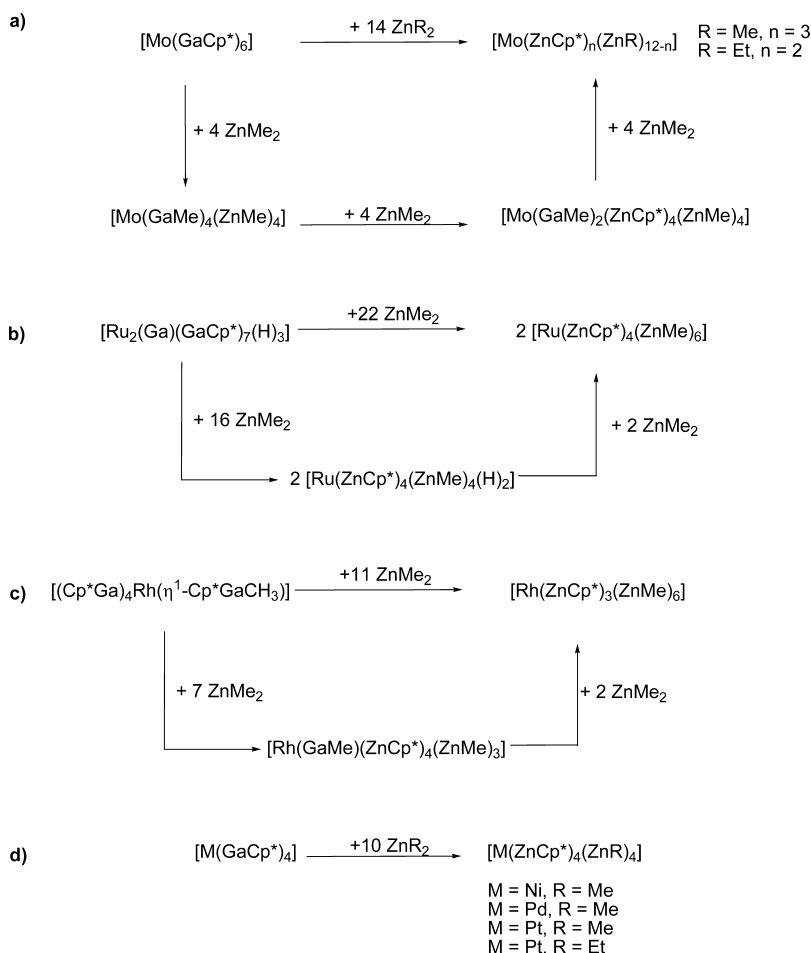 a)
[Mo(GaCp*)₆] + 14 ZnR₂ [Mo(ZnCp*)ₙ(ZnR)₁₂₋ₙ] R = Me, n = 3
R = Et, n = 2
+ 4 ZnMe₂ + 4 ZnMe₂
[Mo(GaMe)₄(ZnMe)₄] + 4 ZnMe₂ [Mo(GaMe)₂(ZnCp*)₄(ZnMe)₄]
b) [Ru₂(Ga)(GaCp*)₇(H)₃] +22 ZnMe₂ 2 [Ru(ZnCp*)₄(ZnMe)₆]
+ 16 ZnMe₂ + 2 ZnMe₂
2 [Ru(ZnCp*)₄(ZnMe)₄(H)₂]
c) [(Cp*Ga)₄Rh(η¹-Cp*GaCH₃)] +11 ZnMe₂ [Rh(ZnCp*)₃(ZnMe)₆]
+ 7 ZnMe₂ + 2 ZnMe₂
[Rh(GaMe)(ZnCp*)₄(ZnMe)₃]
d) [M(GaCp*)₄] +10 ZnR₂ [M(ZnCp*)₄(ZnR)₄]
M = Ni, R = Me
M = Pd, R = Me
M = Pt, R = Me
M = Pt, R = Et